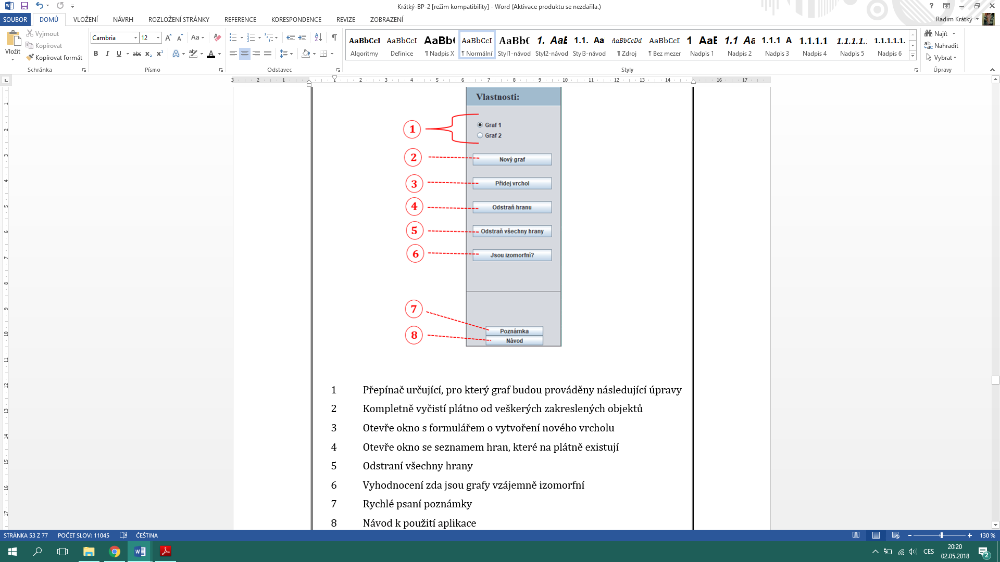 Krátký-BP-2 [režim kompatibility] - Word (Aktivace produktu se nezdařila.)
SOUBOR DOMŮ VLOŽENÍ NÁVRH ROZLOŽENÍ STRÁNKY REFERENCE KORESPONDENCE REVIZE ZOBRAZENÍ Radim Krátký
Vložit
Vyjmout
Kopírovat
Kopírovat formát
Schránka
Cambria 12
Písmo
Odstavec
AaBbCcI AaBbCcI AaBb( AaBbCcI AaBbC 1. AaE 1.1. Aa AaBbCcDd. AaBbCcI 1 AaE 1.1 Aa 1.1.1 A 1.1.1.1 1.1.1.1. 1.1.1.1.1.
Algoritmy Definice ¶ Nadpis X ¶ Normální Styl1-návod Styl2-návod Styl3-návod ¶ Zdroj ¶ Bez mezer Nadpis 1 Nadpis 2 Nadpis 3 Nadpis 4 Nadpis 5 Nadpis 6
Styly
Najít
Nahradit
Vybrat
Úpravy
3 2 1 1 2 3 4 5 6 7 8 9 10 11 12 13 14 16 17
1 2 3 4 5 6 7 8 9 10 11 12 13 14 15 16 17
Vlastnosti:
1
Graf 1
Graf 2
2 Nový graf
3 Přidej vrchol
4 Odstraň hranu
5 Odstraň všechny hrany
6 Jsou izomorfní?
7 Poznámka
8 Návod
1 Přepínač určující, pro který graf budou prováděny následující úpravy
2 Kompletně vyčistí plátno od veškerých zakreslených objektů
3 Otevře okno s formulářem o vytvoření nového vrcholu
4 Otevře okno se seznamem hran, které na plátně existují
5 Odstraní všechny hrany
6 Vyhodnocení zda jsou grafy vzájemně izomorfní
7 Rychlé psaní poznámky
8 Návod k použití aplikace
STRÁNKA 53 Z 77 POČET SLOV: 11045 ČEŠTINA 130 %
CES
20:20
02.05.2018
2